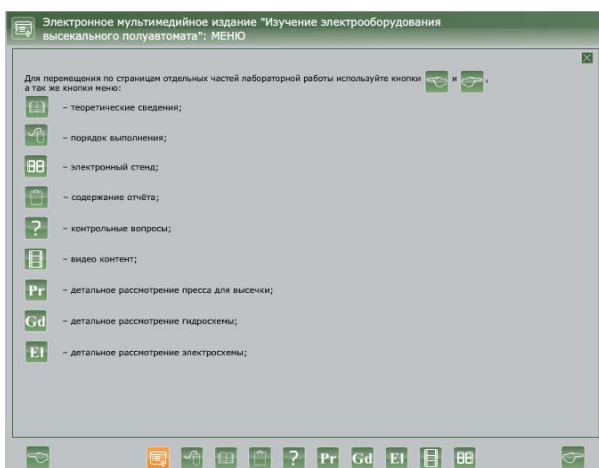 Электронное мультимедийное издание "Изучение электрооборудования
высекального полуавтомата": МЕНЮ
Для перемещения по страницам отдельных частей лабораторной работы используйте кнопки и ,
а так же кнопки меню:
– теоретические сведения;
– порядок выполнения;
– электронный стенд;
– содержание отчёта;
? – контрольные вопросы;
– видео контент;
Pr – детальное рассмотрение пресса для высечки;
Gd – детальное рассмотрение гидросхемы;
El – детальное рассмотрение электросхемы;
? Pr Gd El